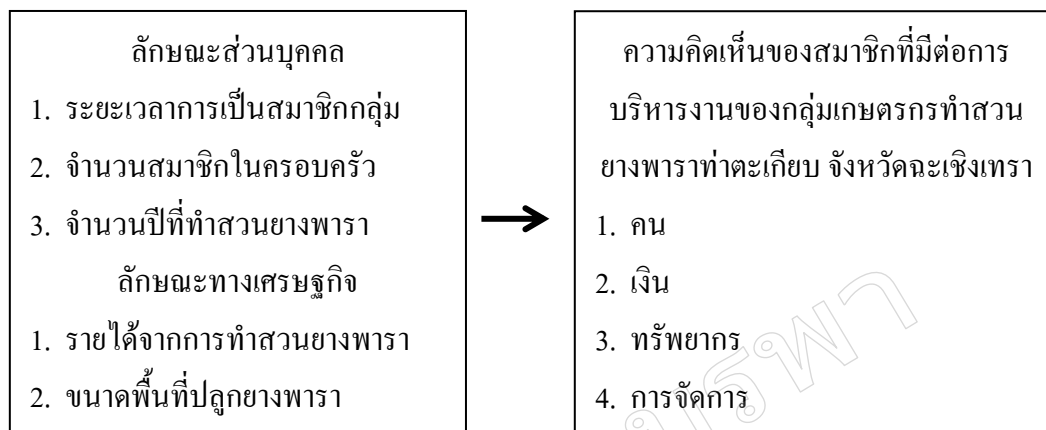 ลักษณะส่วนบุคคล
1. ระยะเวลาการเป็นสมาชิกกลุ่ม
2. จำนวนสมาชิกในครอบครัว
3. จำนวนปีที่ทำสวนยางพารา
ลักษณะทางเศรษฐกิจ
1. รายได้จากการทำสวนยางพารา
2. ขนาดพื้นที่ปลูกยางพารา
ความคิดเห็นของสมาชิกที่มีต่อการ
บริหารงานของกลุ่มเกษตรกรทำสวน
ยางพาราท่าตะเกียบ จังหวัดฉะเชิงเทรา
1. คน
2. เงิน
3. ทรัพยากร
4. การจัดการ